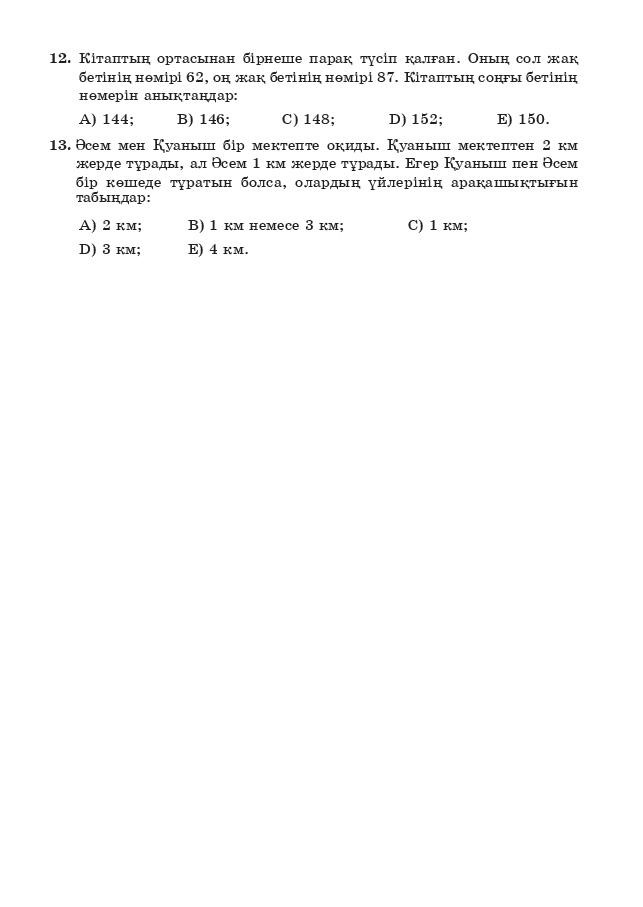 12. Кітаптың ортасынан бірнеше парақ түсіп қалған. Оның сол жақ
бетінің нөмірі 62, оң жақ бетінің нөмірі 87. Кітаптың соңғы бетінің
нөмерін анықтаңдар:
А) 144; В) 146; С) 148; D) 152; Е) 150.
13. Әсем мен Қуаныш бір мектепте оқиды. Қуаныш мектептен 2 км
жерде тұрады, ал Әсем 1 км жерде тұрады. Егер Қуаныш пен Әсем
бір көшеде тұратын болса, олардың үйлерінің арақашықтығын
табыңдар:
А) 2 км; В) 1 км немесе 3 км; С) 1 км;
D) 3 км; Е) 4 км.